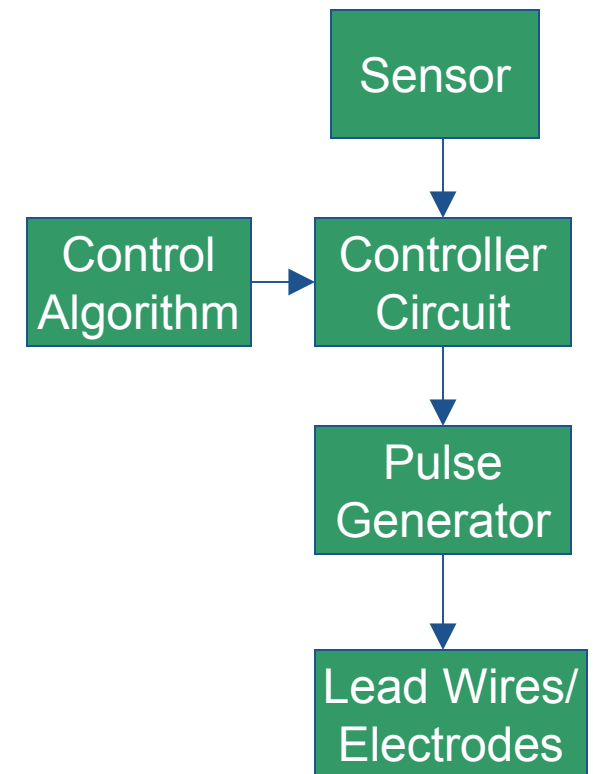 Sensor
Control
Algorithm
Controller
Circuit
Pulse
Generator
Lead Wires/
Electrodes